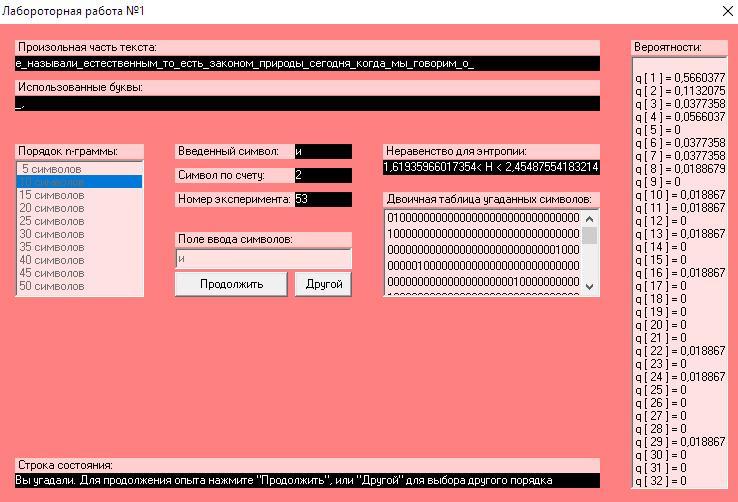 Лабороторная работа №1
Произольная часть текста:
е_называли_естественным_то_есть_законом_природы_сегодня_когда_мы_говорим_о_
Использованные буквы:
_,
Порядок n-граммы:
5 символов
10 символов
15 символов
20 символов
25 символов
30 символов
35 символов
40 символов
45 символов
50 символов
Введенный символ: и
Символ по счету: 2
Номер эксперимента: 53
Поле ввода символов:
и
Продолжить
Другой
Неравенство для энтропии:
1,61935966017354< H < 2,45487554183214
Двоичная таблица угаданных символов:
01000000000000000000000000000000
10000000000000000000000000000000
00000000000000000000000000001000
00000100000000000000000000000000
00000000000000000000010000000000
Вероятности:
q [ 1 ] = 0,5660377
q [ 2 ] = 0,1132075
q [ 3 ] = 0,0377358
q [ 4 ] = 0,0566037
q [ 5 ] = 0
q [ 6 ] = 0,0377358
q [ 7 ] = 0,0377358
q [ 8 ] = 0,0188679
q [ 9 ] = 0
q [ 10 ] = 0,018867
q [ 11 ] = 0,018867
q [ 12 ] = 0
q [ 13 ] = 0,018867
q [ 14 ] = 0
q [ 15 ] = 0
q [ 16 ] = 0,018867
q [ 17 ] = 0
q [ 18 ] = 0
q [ 19 ] = 0
q [ 20 ] = 0
q [ 21 ] = 0
q [ 22 ] = 0,018867
q [ 23 ] = 0
q [ 24 ] = 0,018867
q [ 25 ] = 0
q [ 26 ] = 0
q [ 27 ] = 0
q [ 28 ] = 0
q [ 29 ] = 0,018867
q [ 30 ] = 0
q [ 31 ] = 0
q [ 32 ] = 0
Строка состояния:
Вы угадали. Для продолжения опыта нажмите "Продолжить", или "Другой" для выбора другого порядка